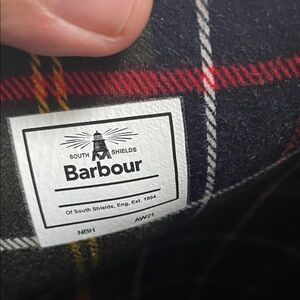 SOUTH SHIELDS
Barbour
Of South Shields, Eng. Est. 1894
NBH AW21